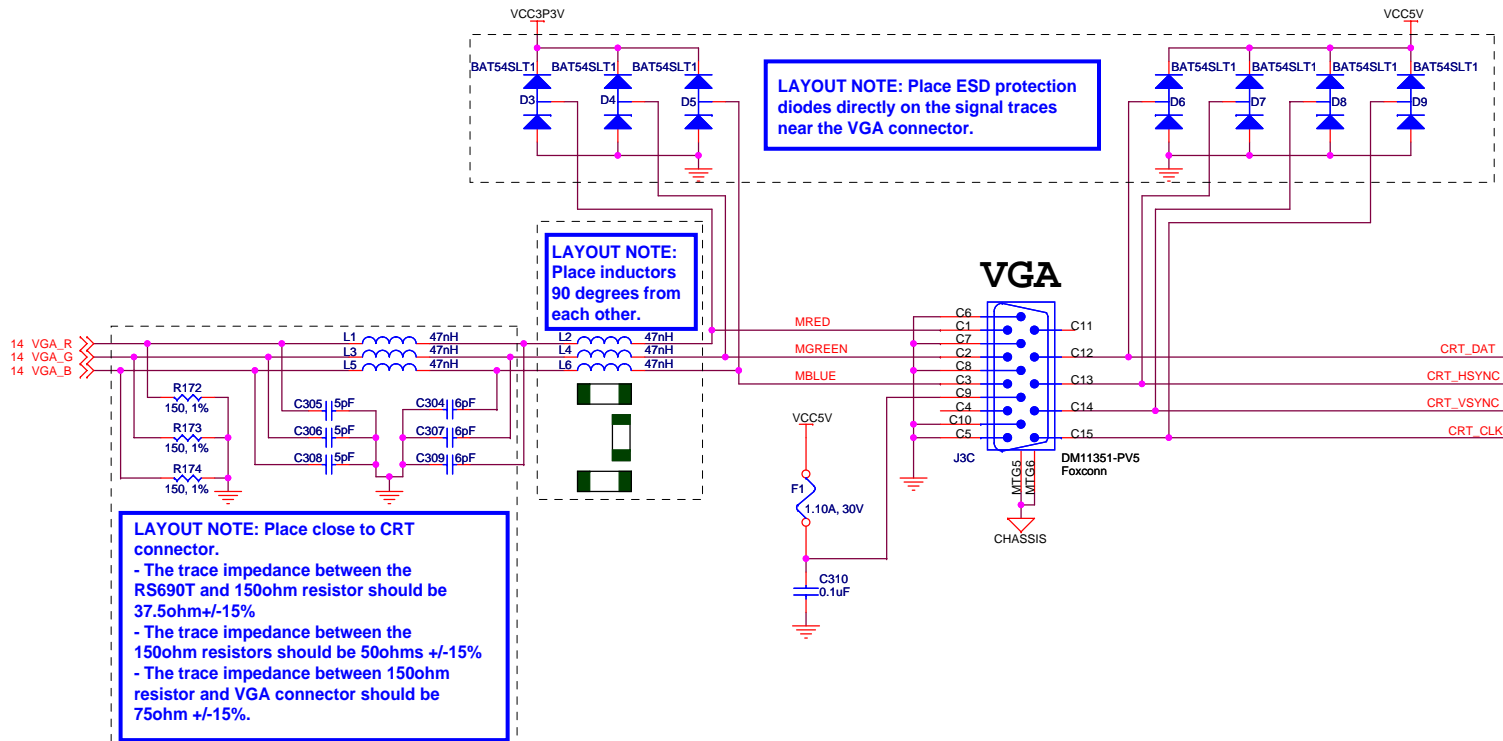 VCC3P3V
VCC5V
BAT54SLT1 BAT54SLT1 BAT54SLT1
D3 D4 D5
LAYOUT NOTE: Place ESD protection
diodes directly on the signal traces
near the VGA connector.
BAT54SLT1 BAT54SLT1 BAT54SLT1 BAT54SLT1
D6 D7 D8 D9
LAYOUT NOTE:
Place inductors
90 degrees from
each other.
VGA
14 VGA_R
14 VGA_G
14 VGA_B
L1 47nH
L3 47nH
L5 47nH
L2 47nH
L4 47nH
L6 47nH
MRED
MGREEN
MBLUE
C6
C1
C7
C2
C8
C3
C9
C4
C10
C5
C11
C12
C13
C14
C15
CRT_DAT
CRT_HSYNC
CRT_VSYNC
CRT_CLK
R172
150, 1%
R173
150, 1%
R174
150, 1%
C305 5pF
C306 5pF
C308 5pF
C304 6pF
C307 6pF
C309 6pF
VCC5V
F1
1.10A, 30V
C310
0.1uF
J3C
DM11351-PV5
Foxconn
MTG5
MTG6
CHASSIS
LAYOUT NOTE: Place close to CRT
connector.
- The trace impedance between the
RS690T and 150ohm resistor should be
37.5ohm+/-15%
- The trace impedance between the
150ohm resistors should be 50ohms +/-15%
- The trace impedance between 150ohm
resistor and VGA connector should be
75ohm +/-15%.